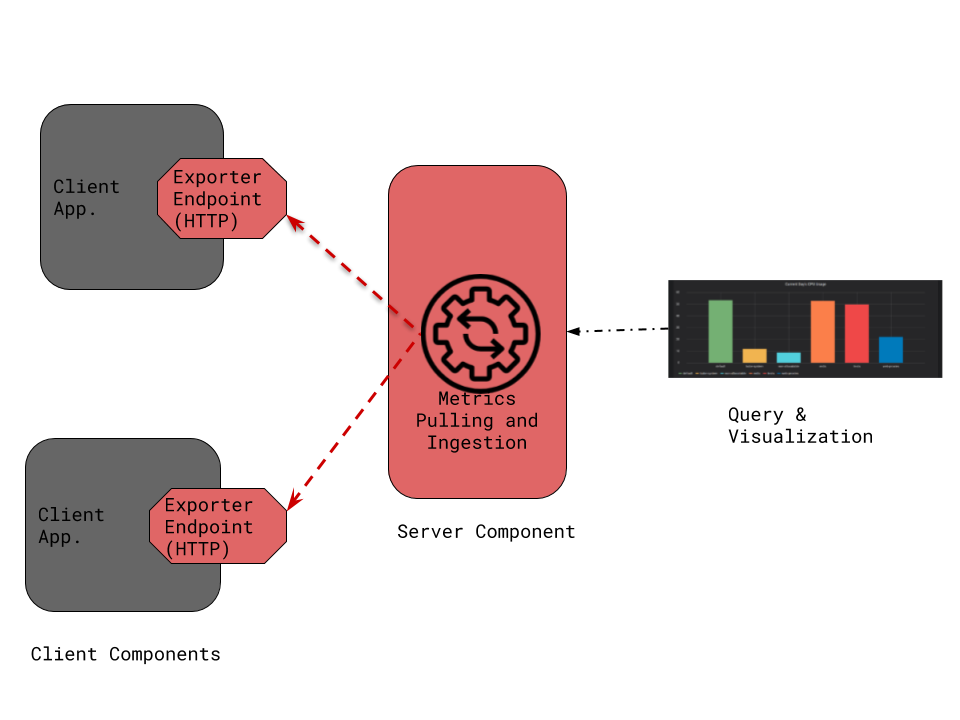 Client
App.
Exporter
Endpoint
(HTTP)
Metrics
Pulling and
Ingestion
Server Component
Query &
Visualization
Client
App.
Exporter
Endpoint
(HTTP)
Client Components